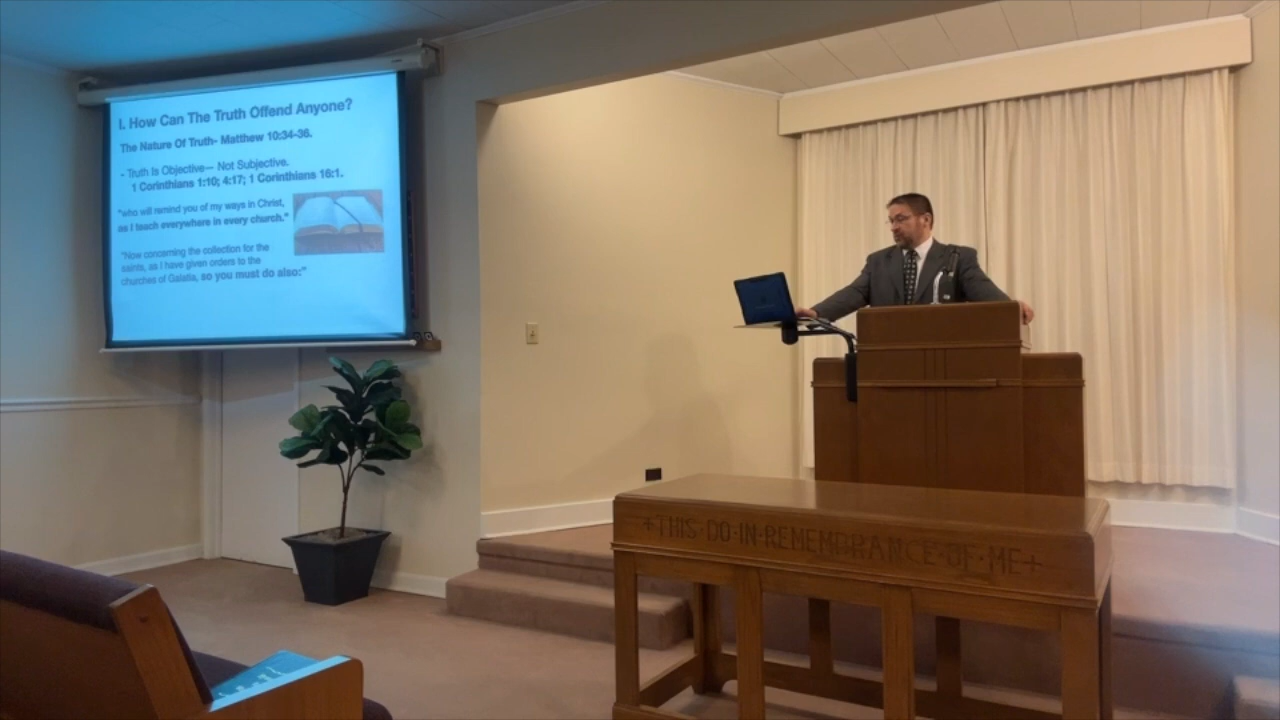 I. How Can The Truth Offend Anyone?
The Nature Of Truth- Matthew 10:34-36.
- Truth Is Objective— Not Subjective.
1 Corinthians 1:10; 4:17; 1 Corinthians 16:1.
"who will remind you of my ways in Christ,
as I teach everywhere in every church."
"Now concerning the collection for the
saints, as I have given orders to the
churches of Galatia, so you must do also:"
+THIS·DO·IN·REMEMBRANCE·OF·ME+